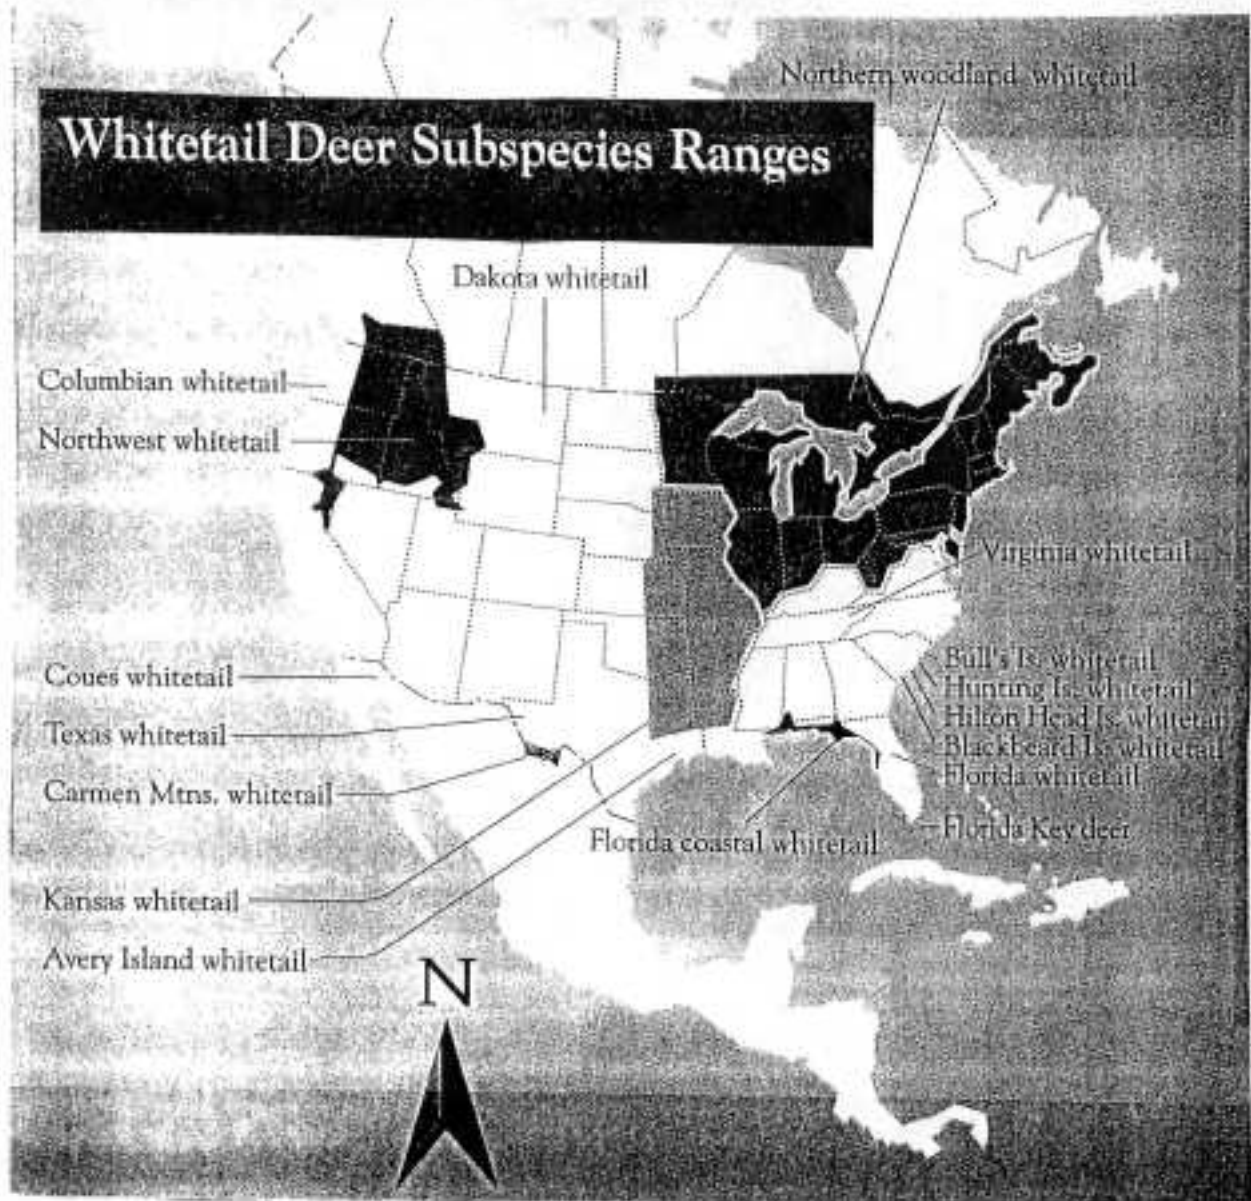 Northern woodland whitetail
Whitetail Deer Subspecies Ranges
Dakota whitetail
Columbian whitetail
Northwest whitetail
Virginia whitetail
Bull's Is. whitetail
Coues whitetail
Hunting Is. whitetail
Hilton Head Is. whitetail
Texas whitetail
Blackbeard Is. whitetail
Florida whitetail
Carmen Mtns. whitetail
Florida Key deer
Florida coastal whitetail
Kansas whitetail
Avery Island whitetail
N